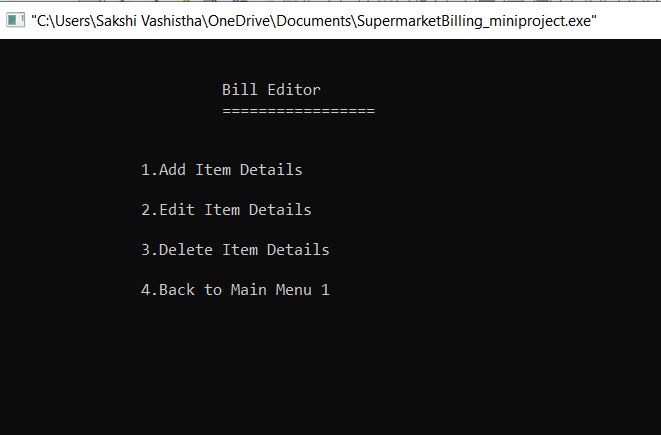 "C:\Users\Sakshi Vashistha\OneDrive\Documents\SupermarketBilling_miniproject.exe"
Bill Editor
=================
1.Add Item Details
2.Edit Item Details
3.Delete Item Details
4.Back to Main Menu 1